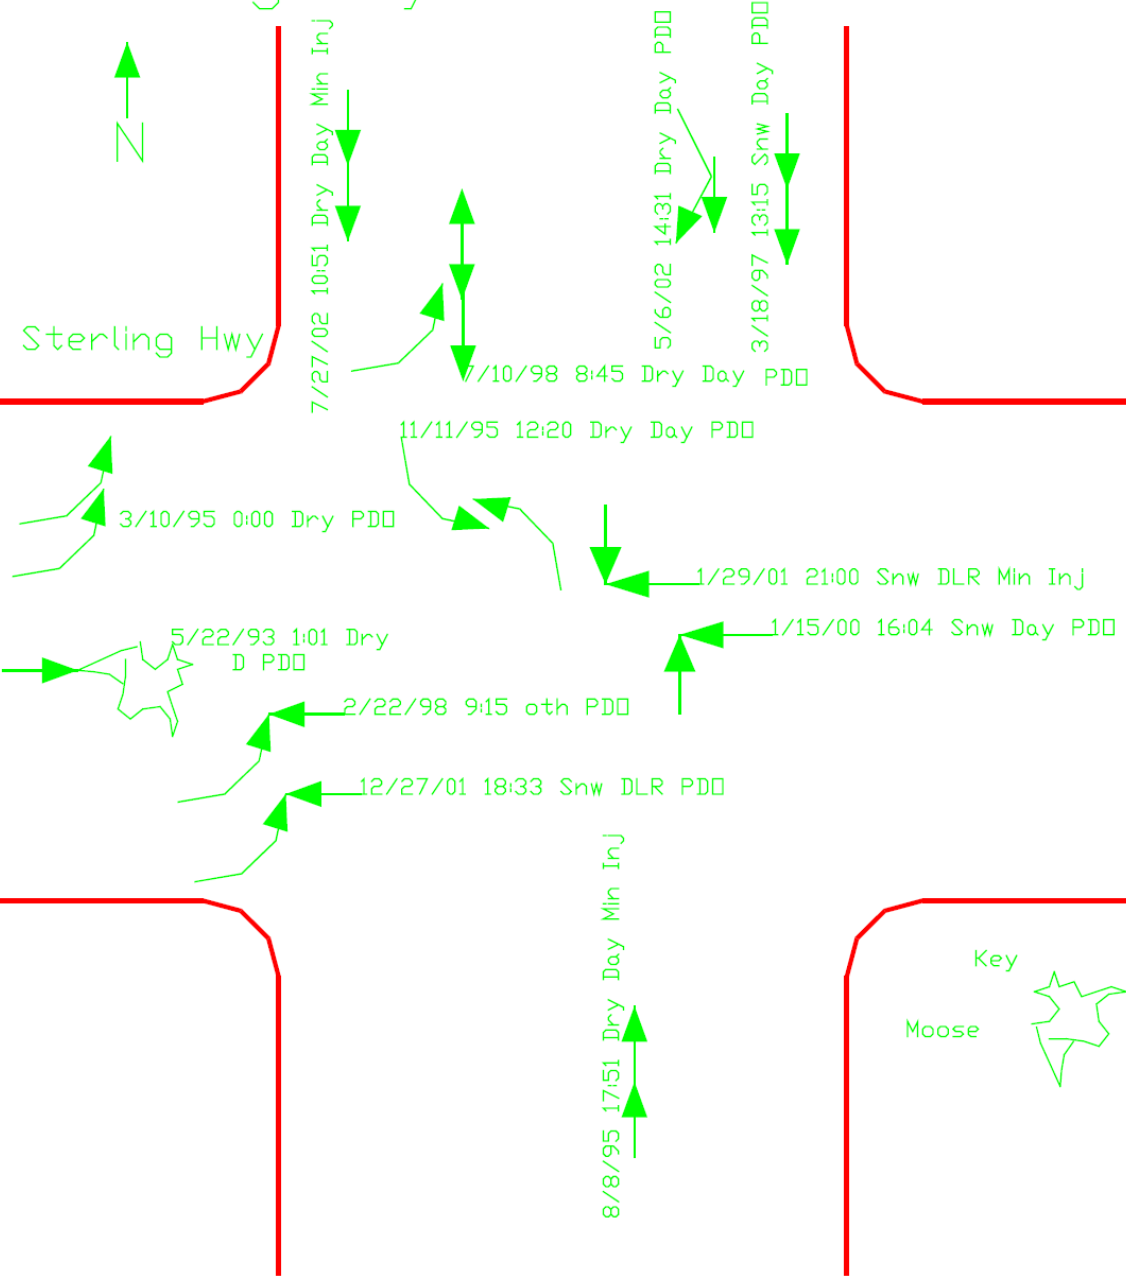 N
7/27/02 10:51 Dry Day Min Inj
5/6/02 14:31 Dry Day PDO
3/18/97 13:15 Snw Day PDO
Sterling Hwy
7/10/98 8:45 Dry Day PDO
11/11/95 12:20 Dry Day PDO
3/10/95 0:00 Dry PDO
1/29/01 21:00 Snw DLR Min Inj
1/15/00 16:04 Snw Day PDO
5/22/93 1:01 Dry
D PDO
2/22/98 9:15 oth PDO
12/27/01 18:33 Snw DLR PDO
8/8/95 17:51 Dry Day Min Inj
Key
Moose